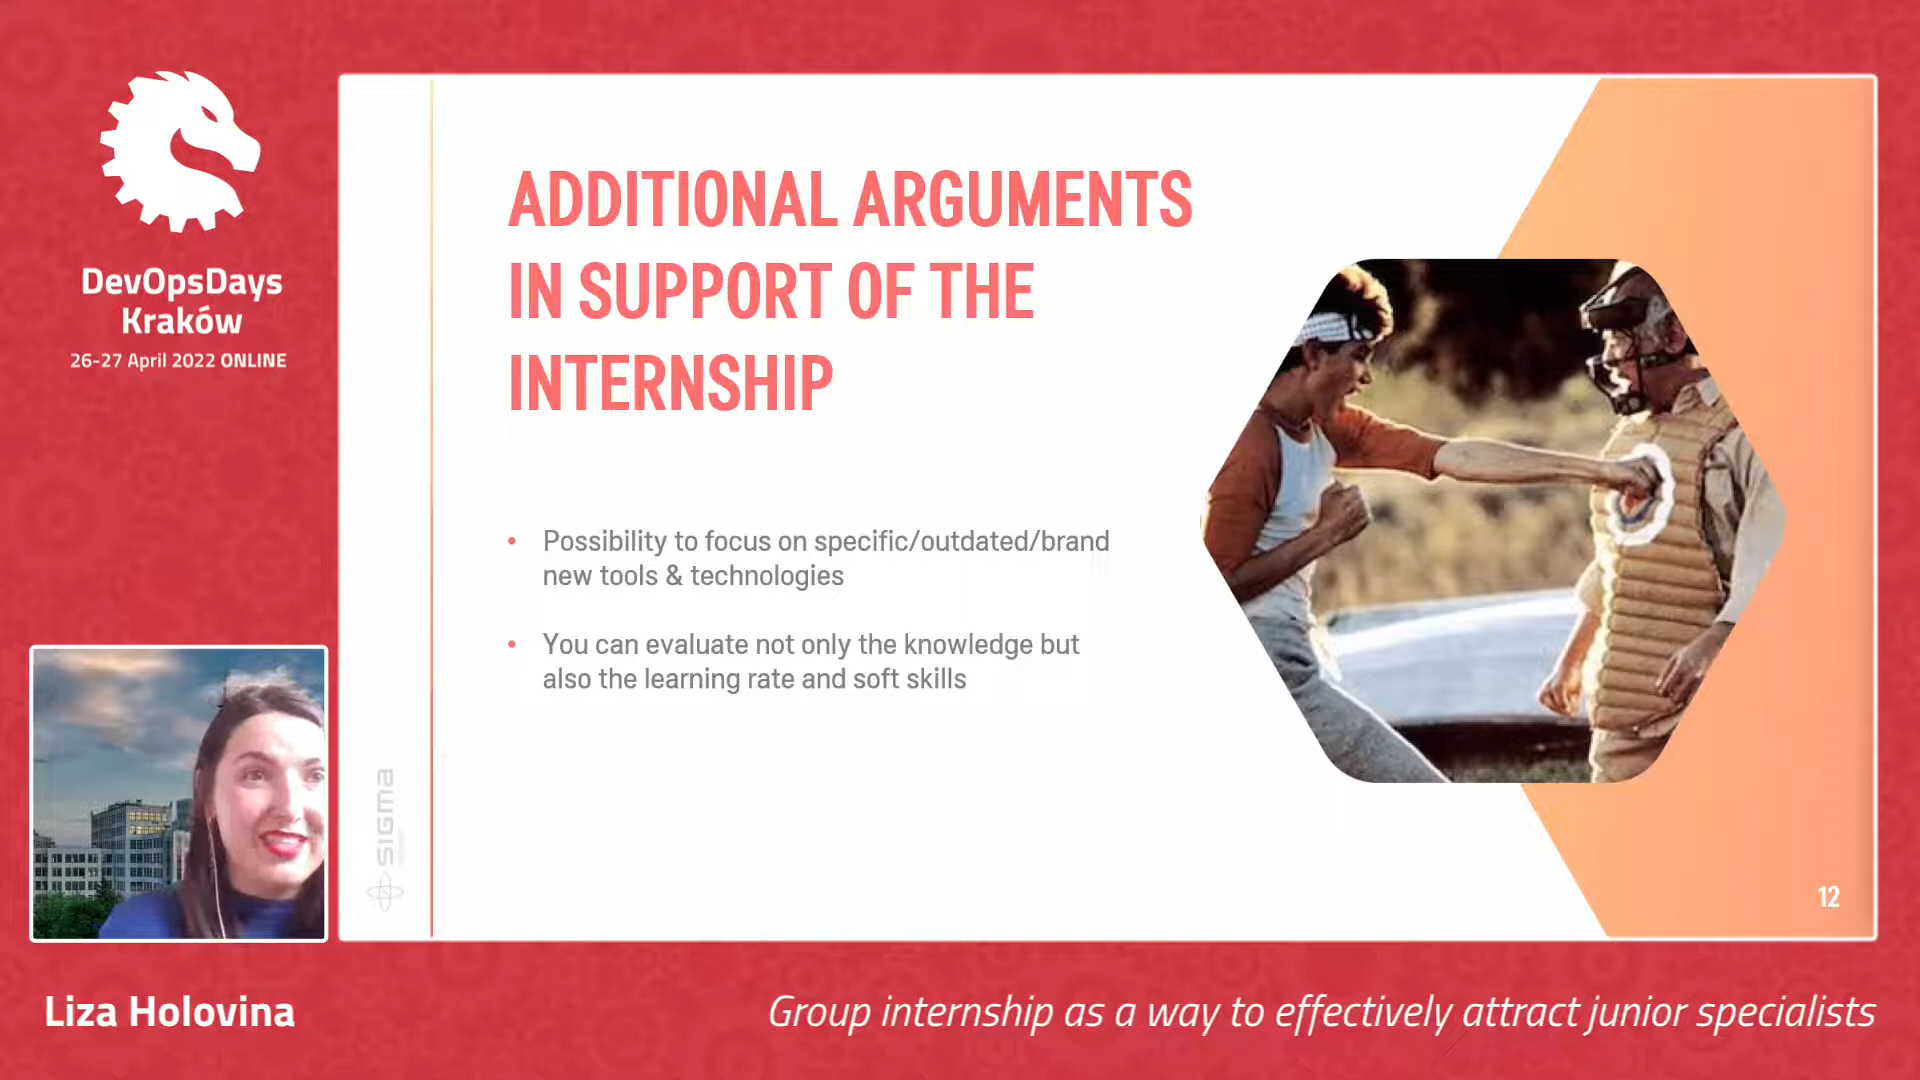 DevOpsDays
Kraków
26-27 April 2022 ONLINE
ADDITIONAL ARGUMENTS
IN SUPPORT OF THE
INTERNSHIP
• Possibility to focus on specific/outdated/brand
new tools & technologies
• You can evaluate not only the knowledge but
also the learning rate and soft skills
SIGMA
12
Liza Holovina
Group internship as a way to effectively attract junior specialists